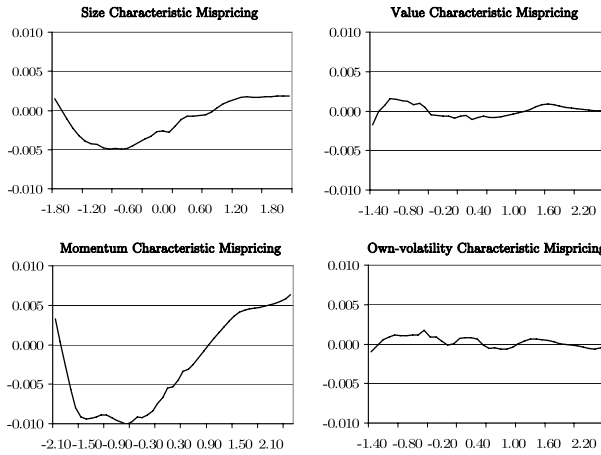 Size Characteristic Mispricing
0.010
0.005
0.000
-0.005
-0.010
-1.80 -1.20 -0.60 0.00 0.60 1.20 1.80
Value Characteristic Mispricing
0.010
0.005
0.000
-0.005
-0.010
-1.40 -0.80 -0.20 0.40 1.00 1.60 2.20
Momentum Characteristic Mispricing
0.010
0.005
0.000
-0.005
-0.010
-2.10 -1.50 -0.90 -0.30 0.30 0.90 1.50 2.10
Own-volatility Characteristic Mispricing
0.010
0.005
0.000
-0.005
-0.010
-1.40 -0.80 -0.20 0.40 1.00 1.60 2.20